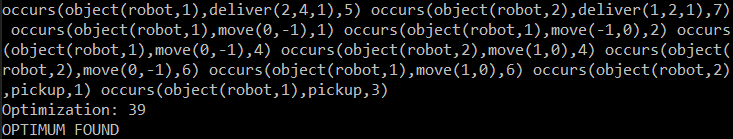 occurs(object(robot,1),deliver(2,4,1),5) occurs(object(robot,2),deliver(1,2,1),7)
 occurs(object(robot,1),move(0,-1),1) occurs(object(robot,1),move(-1,0),2) occurs
(object(robot,1),move(0,-1),4) occurs(object(robot,2),move(1,0),4) occurs(object(
robot,2),move(0,-1),6) occurs(object(robot,1),move(1,0),6) occurs(object(robot,2)
,pickup,1) occurs(object(robot,1),pickup,3)
Optimization: 39
OPTIMUM FOUND